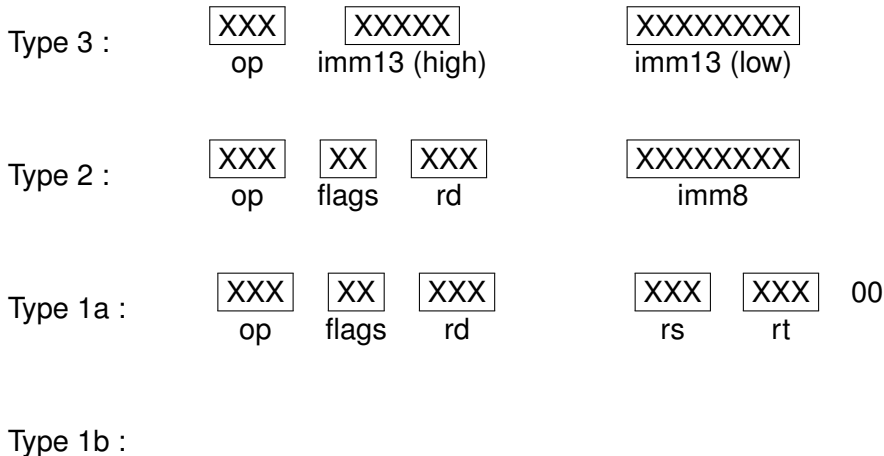 Type 3 : XXX XXXXX XXXXXXXX
op imm13 (high) imm13 (low)
Type 2 : XXX XX XXX XXXXXXXX
op flags rd imm8
Type 1a : XXX XX XXX XXX XXX 00
op flags rd rs rt
Type 1b :